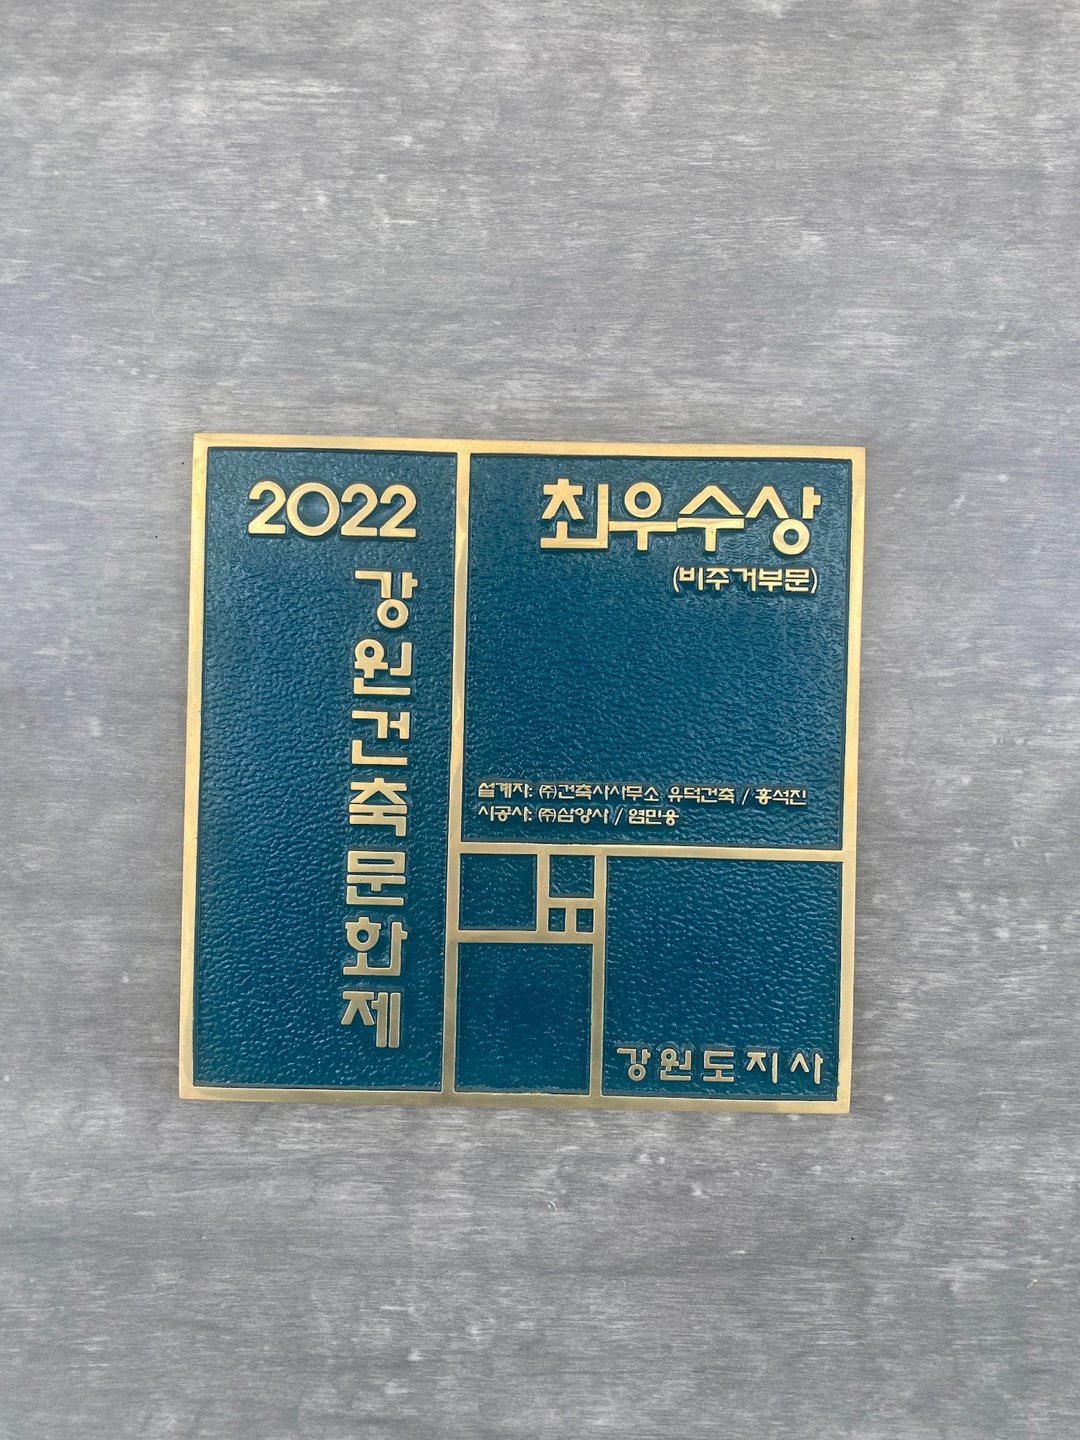 2022
강원건축문화제
최우수상
(비주거부문)
설계자: ㈜건축사사무소 유덕건축 / 홍석진
시공사: ㈜삼양사 / 염민웅
강원도지사